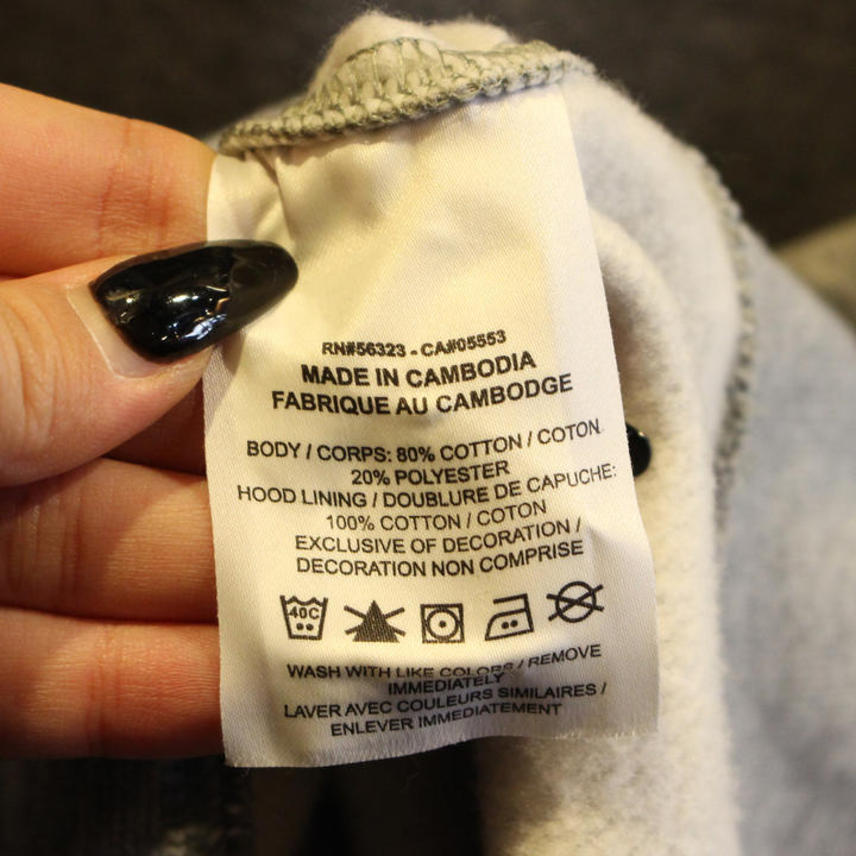 RN#56323 - CA#05553
MADE IN CAMBODIA
FABRIQUE AU CAMBODGE
BODY / CORPS: 80% COTTON / COTON
20% POLYESTER
HOOD LINING / DOUBLURE DE CAPUCHE:
100% COTTON / COTON
EXCLUSIVE OF DECORATION /
DECORATION NON COMPRISE
40C
WASH WITH LIKE COLORS / REMOVE
IMMEDIATELY
LAVER AVEC COULEURS SIMILAIRES /
ENLEVER IMMEDIATEMENT